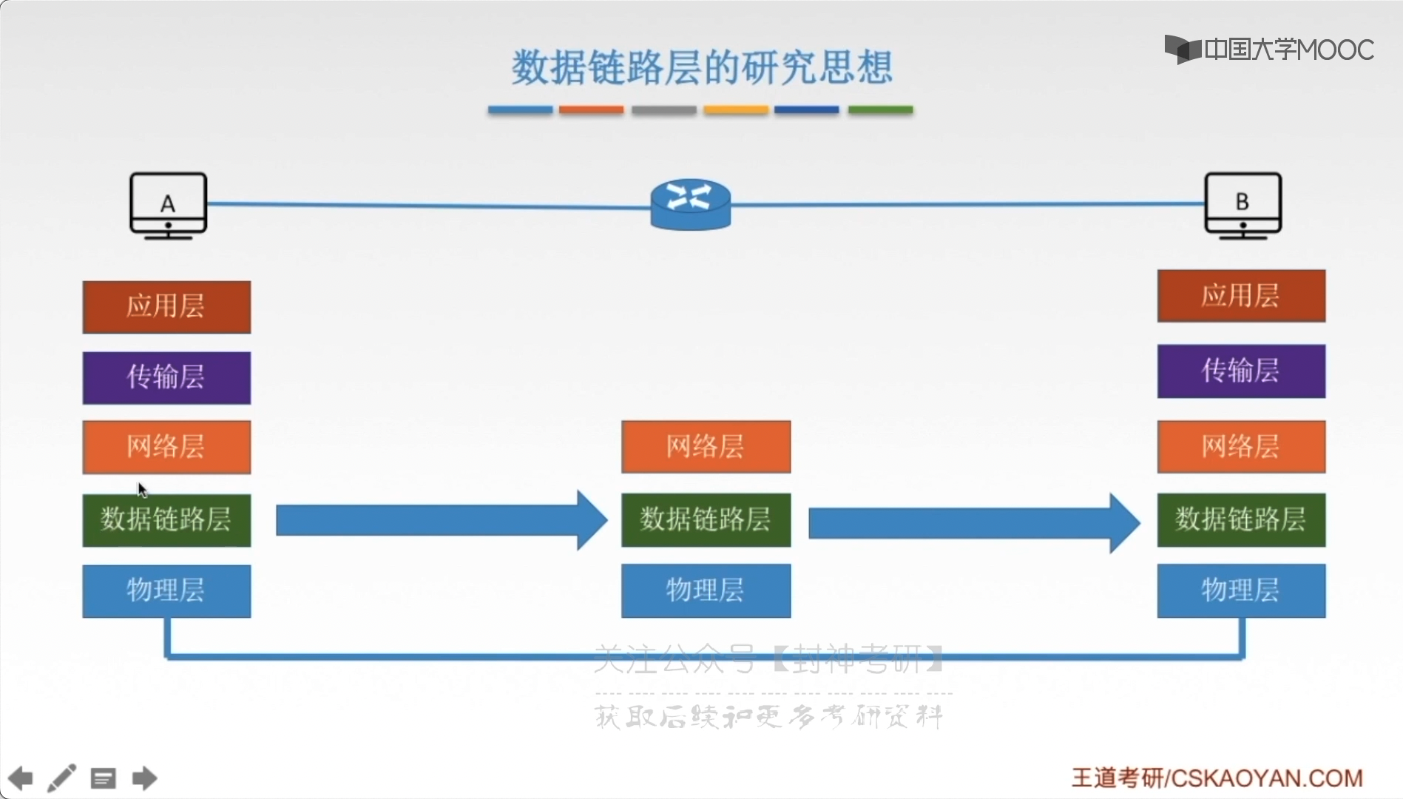 中国大学MOOC
数据链路层的研究思想
A
B
应用层
传输层
网络层
数据链路层
物理层
网络层
数据链路层
物理层
应用层
传输层
网络层
数据链路层
物理层
关注公众号【封神考研】
获取后续和更多考研资料
王道考研/CSKAOYAN.COM